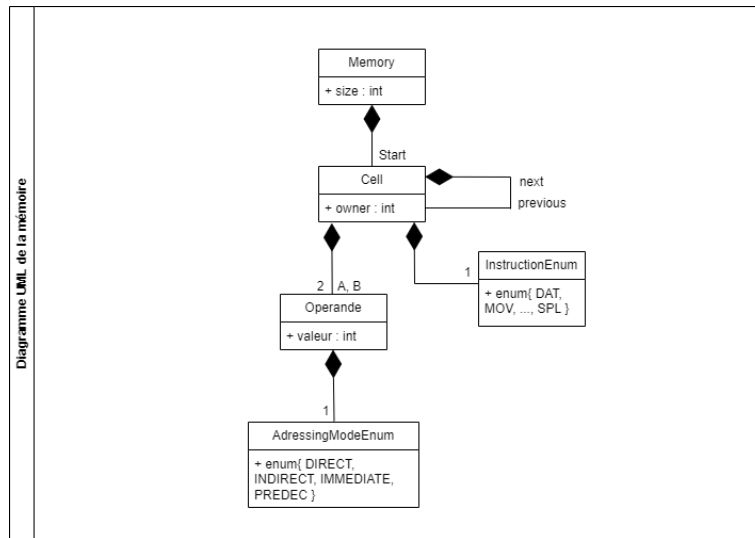 Diagramme UML de la mémoire
Memory
+ size : int
Start
Cell
+ owner : int
next
previous
2 A, B
1
InstructionEnum
+ enum{ DAT,
MOV, ..., SPL }
Operande
+ valeur : int
1
AdressingModeEnum
+ enum{ DIRECT,
INDIRECT, IMMEDIATE,
PREDEC }